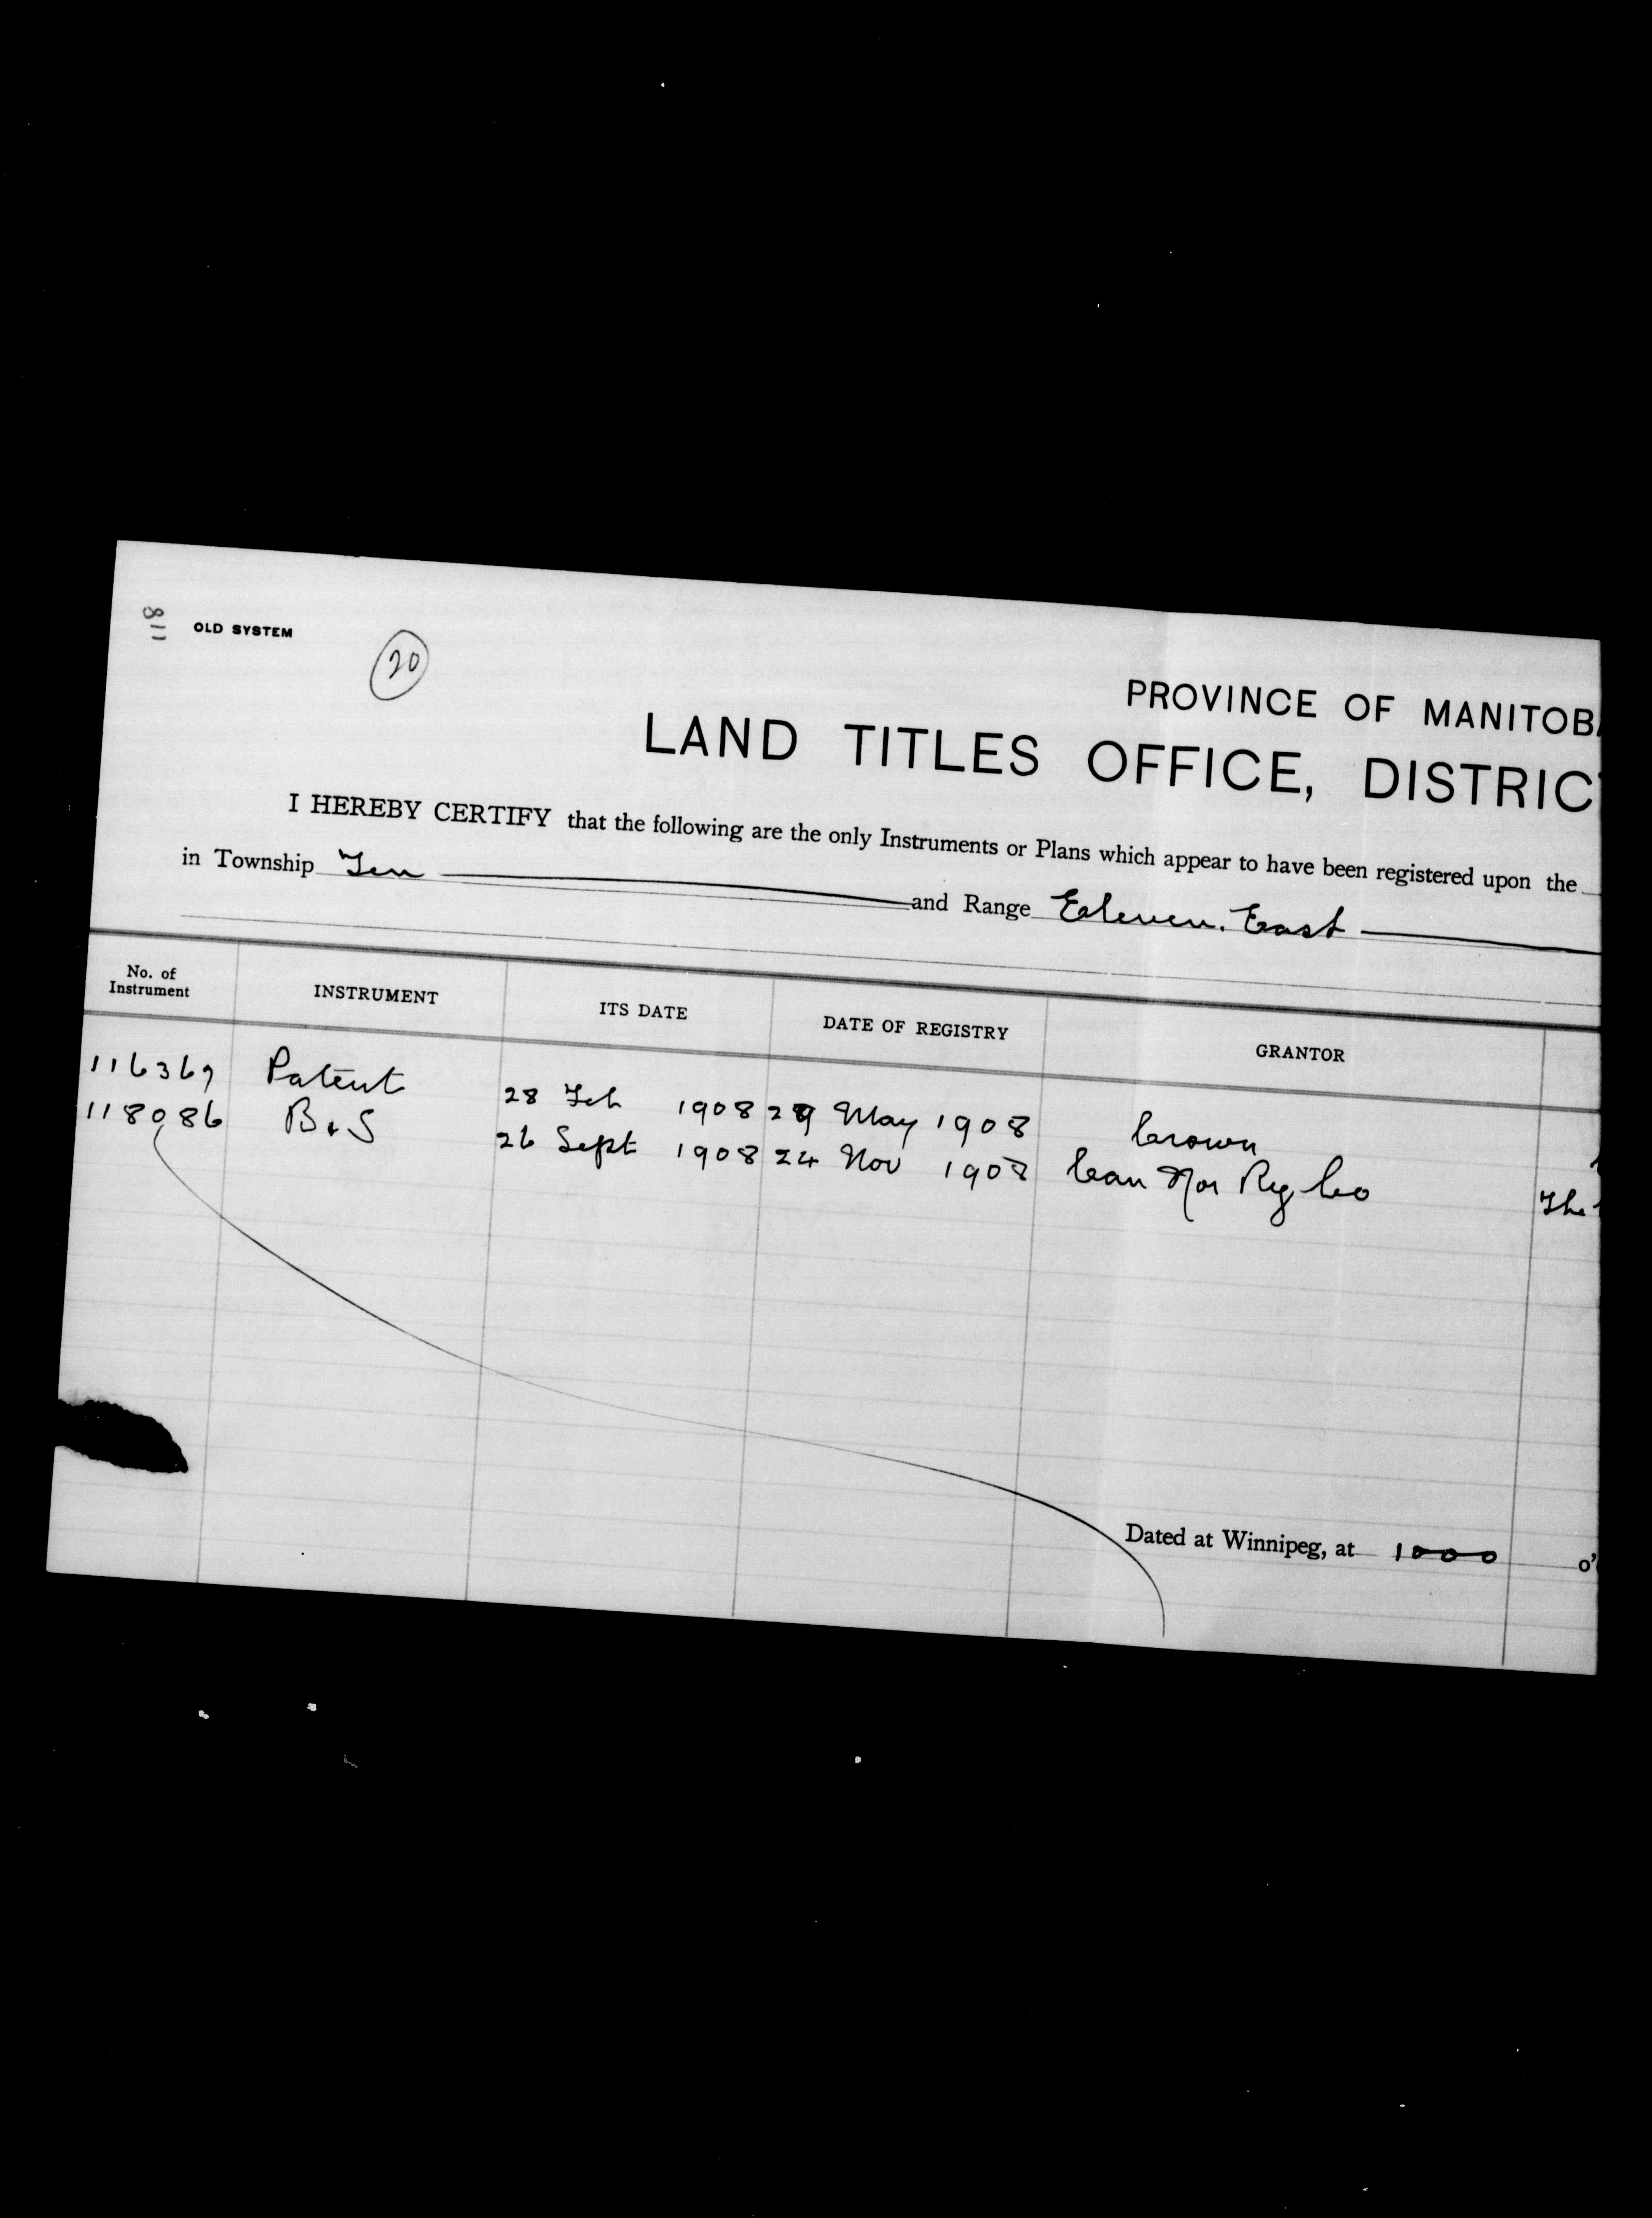 811
OLD SYSTEM
20
PROVINCE OF MANITOBA
LAND TITLES OFFICE, DISTRIC
I HEREBY CERTIFY that the following are the only Instruments or Plans which appear to have been registered upon the
in Township Ten and Range Eleven. East
No. of Instrument INSTRUMENT ITS DATE DATE OF REGISTRY GRANTOR
116367 Patent 28 Feb 1908 29 May 1908 Crown
118086 B & S 26 Sept 1908 24 Nov 1908 Can Nor Ry Co The
Dated at Winnipeg, at 1000 o'